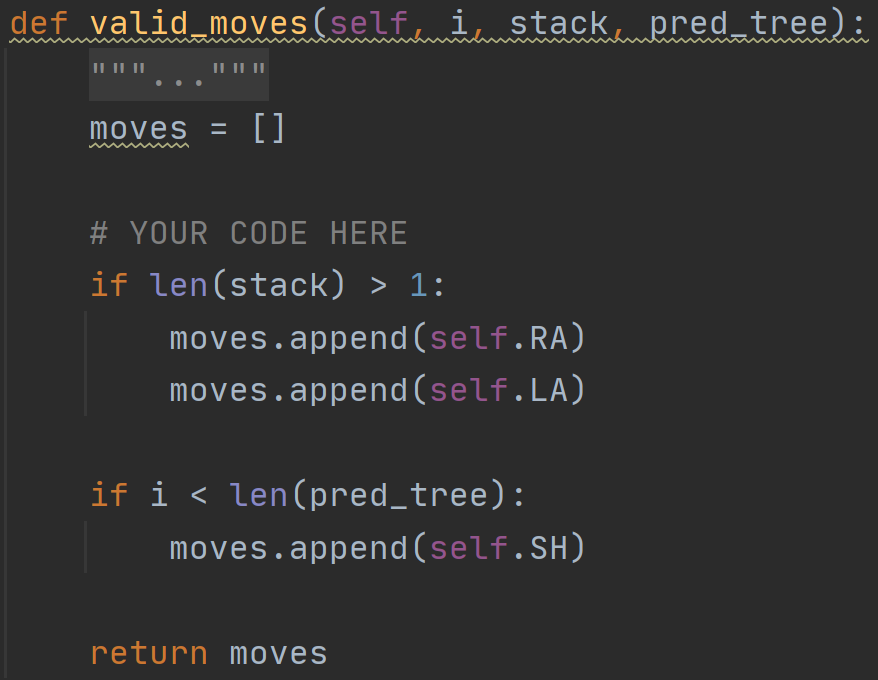 def valid_moves(self, i, stack, pred_tree):
    """..."""
    moves = []
    # YOUR CODE HERE
    if len(stack) > 1:
        moves.append(self.RA)
        moves.append(self.LA)
    if i < len(pred_tree):
        moves.append(self.SH)
    return moves